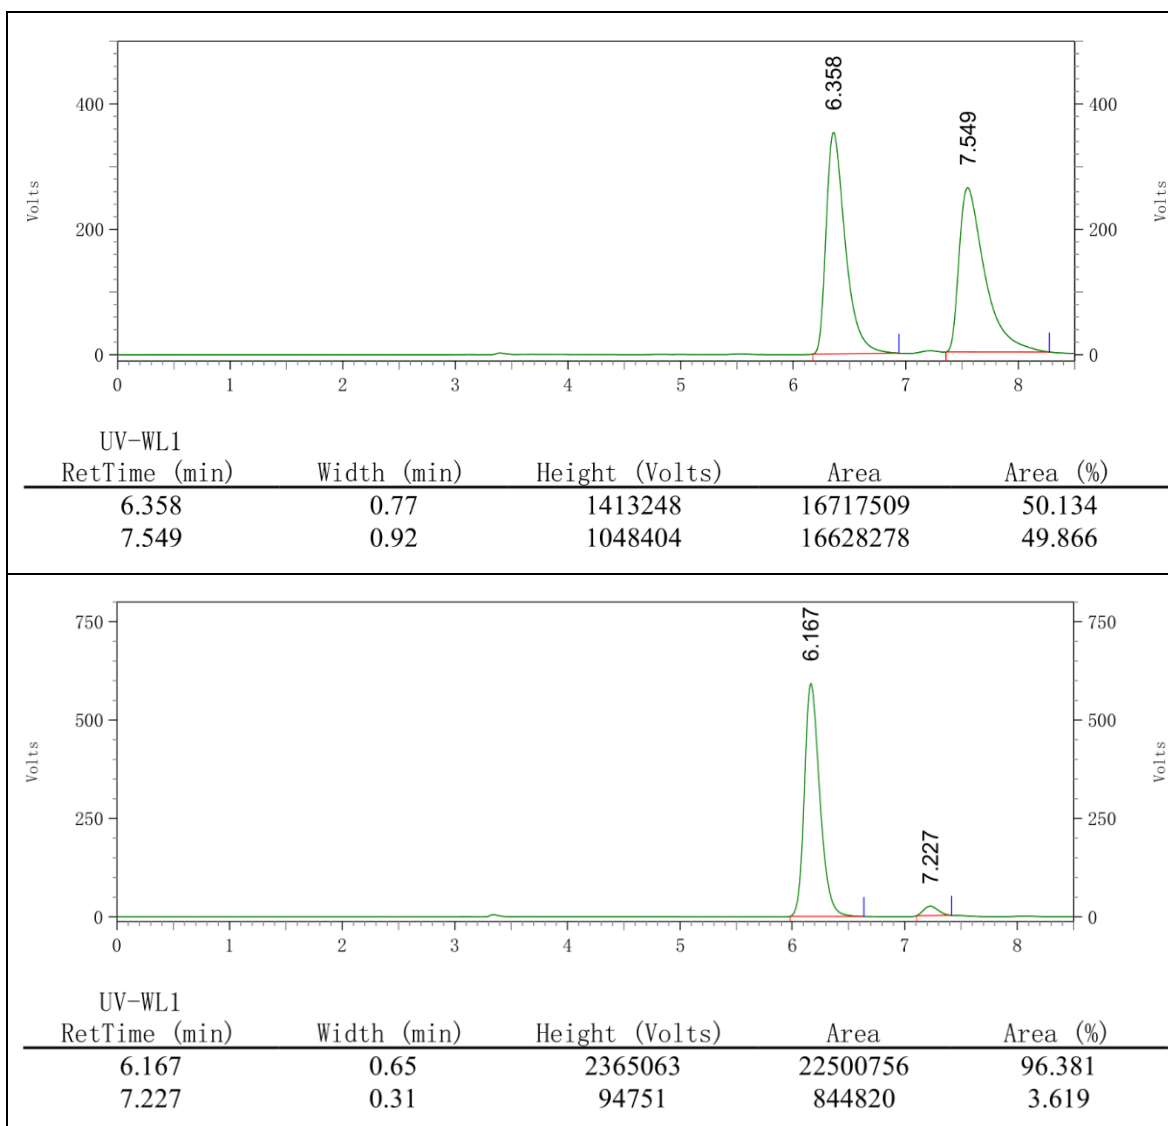 6.358
7.549
400
200
0
Volts
400
200
0
Volts
0 1 2 3 4 5 6 7 8
UV-WL1
RetTime (min) Width (min) Height (Volts) Area Area (%)
6.358 0.77 1413248 16717509 50.134
7.549 0.92 1048404 16628278 49.866
6.167
7.227
750
500
250
0
Volts
750
500
250
0
Volts
0 1 2 3 4 5 6 7 8
UV-WL1
RetTime (min) Width (min) Height (Volts) Area Area (%)
6.167 0.65 2365063 22500756 96.381
7.227 0.31 94751 844820 3.619